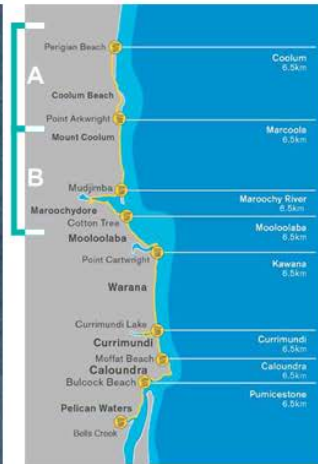 A
B
Perigian Beach
Coolum
6.5km
Coolum Beach
Point Arkwright
Marcoola
6.5km
Mount Coolum
Mudjimba
Maroochy River
6.5km
Maroochydore
Cotton Tree
Mooloolaba
6.5km
Mooloolaba
Point Cartwright
Kawana
6.5km
Warana
Currimundi Lake
Currimundi
6.5km
Currimundi
Moffat Beach
Caloundra
6.5km
Caloundra
Bulcock Beach
Pumicestone
6.5km
Pelican Waters
Bells Creek